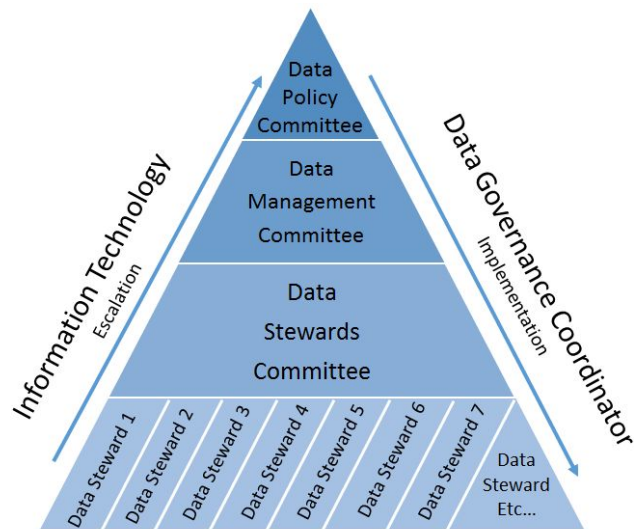 Data
Policy
Committee
Data
Management
Committee
Data
Stewards
Committee
Data Steward 1
Data Steward 2
Data Steward 3
Data Steward 4
Data Steward 5
Data Steward 6
Data Steward 7
Data
Steward
Etc...
Information Technology
Escalation
Data Governance Coordinator
Implementation